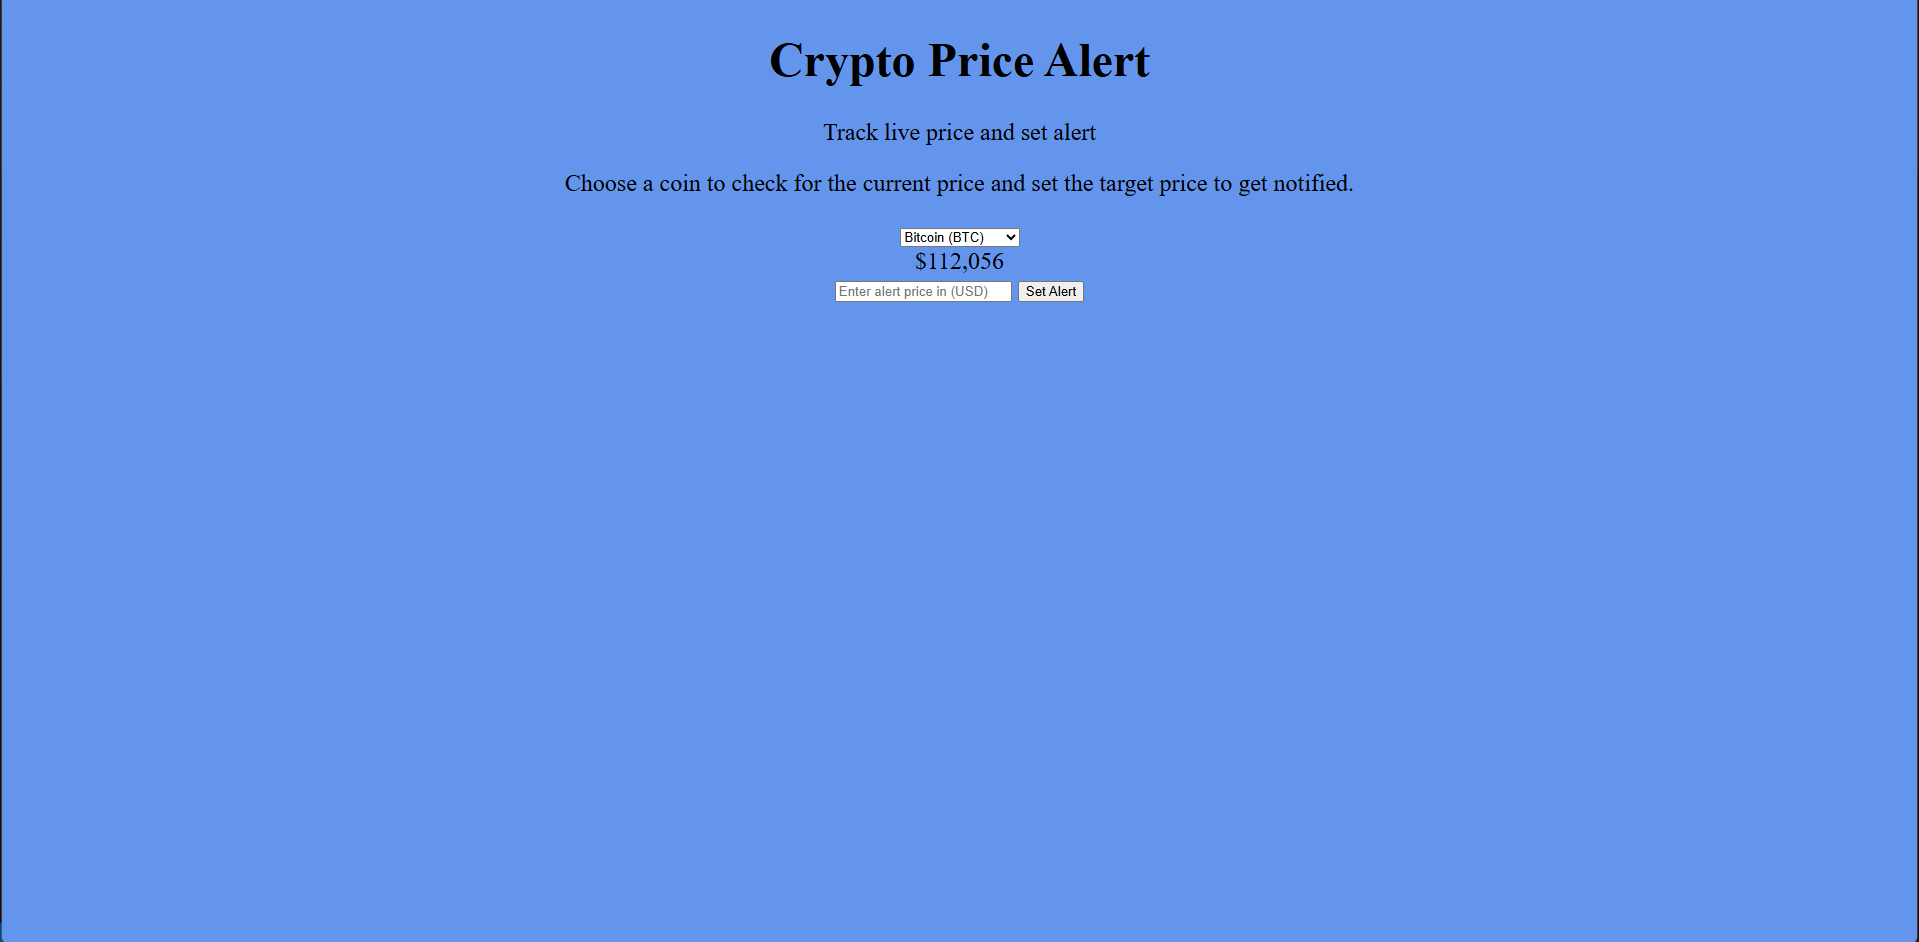 Crypto Price Alert
Track live price and set alert
Choose a coin to check for the current price and set the target price to get notified.
Bitcoin (BTC)
$112,056
Enter alert price in (USD) Set Alert